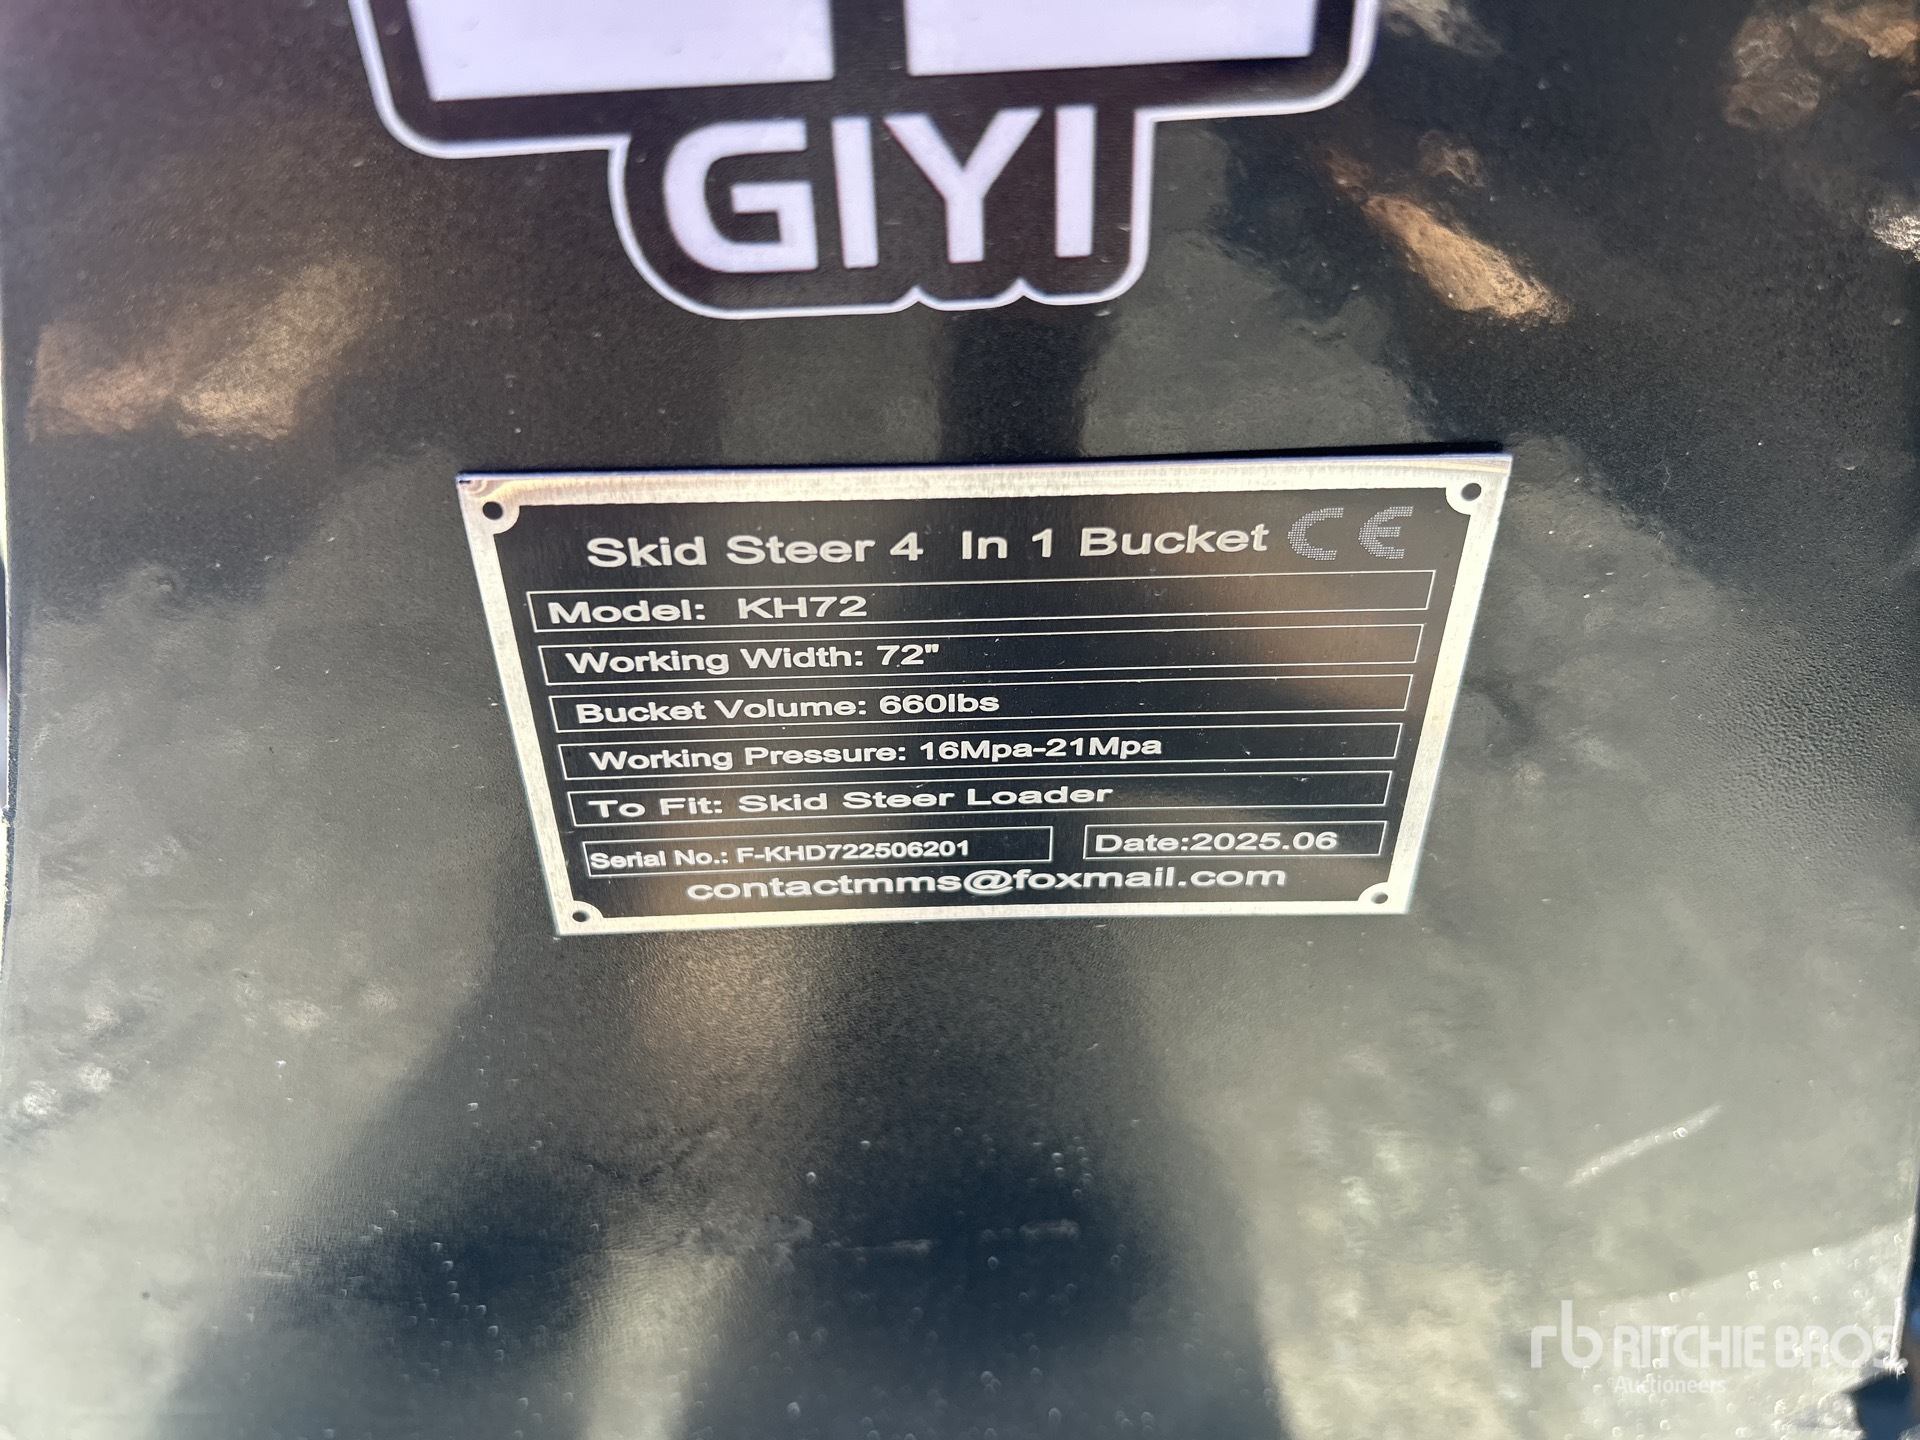 GIYI
Skid Steer 4 In 1 Bucket CE
Model: KH72
Working Width: 72"
Bucket Volume: 660lbs
Working Pressure: 16Mpa-21Mpa
To Fit: Skid Steer Loader
Serial No.: F-KHD722506201 Date:2025.06
contactmms@foxmail.com
rb RITCHIE BROS.
Auctioneers